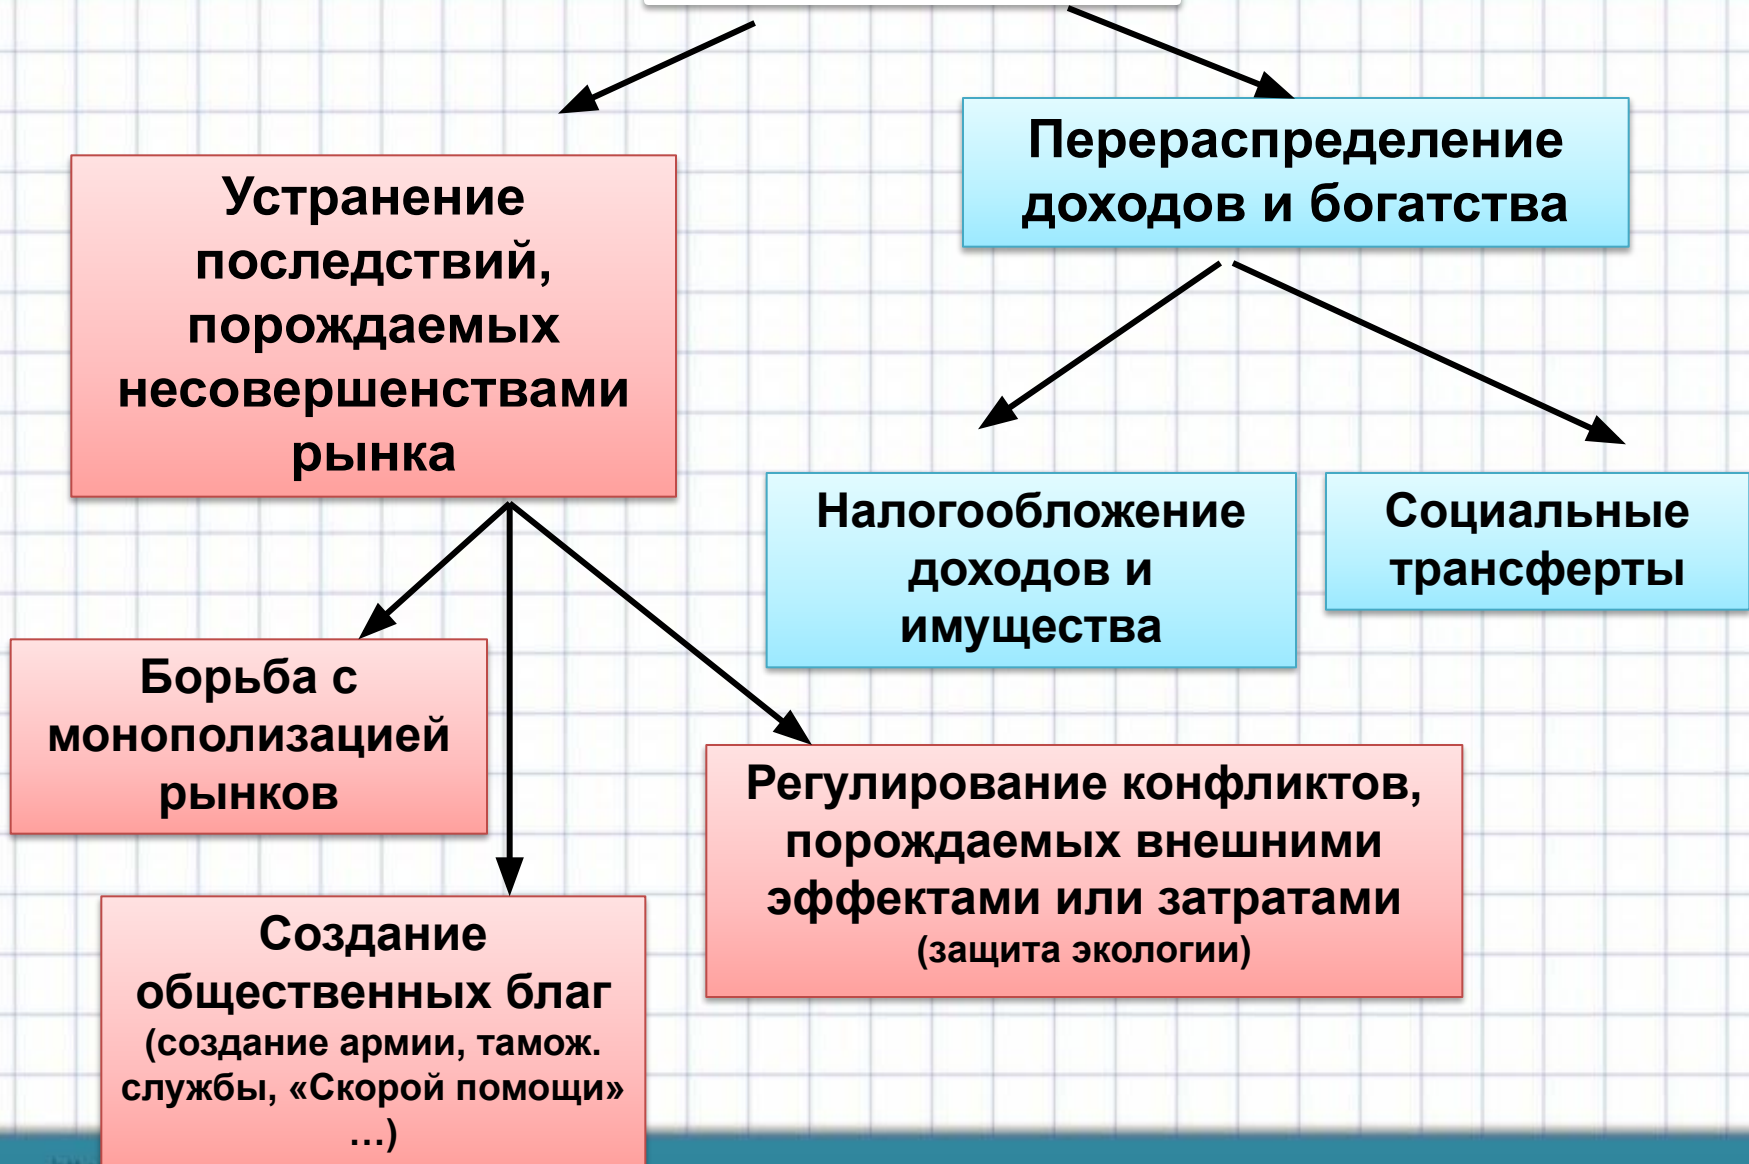 Перераспределение
доходов и богатства
Устранение
последствий,
порождаемых
несовершенствами
рынка
Налогообложение
доходов и
имущества
Социальные
трансферты
Борьба с
монополизацией
рынков
Регулирование конфликтов,
порождаемых внешними
эффектами или затратами
(защита экологии)
Создание
общественных благ
(создание армии, тамож.
службы, «Скорой помощи»
…)